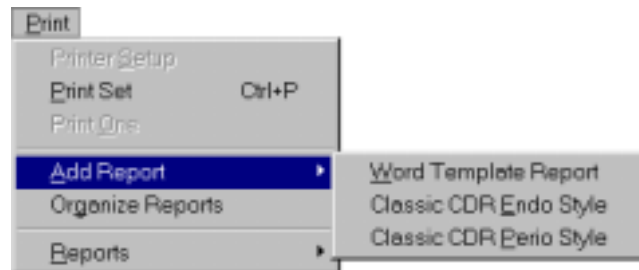 Print
Printer Setup
Print Set Ctrl+P
Print One
Add Report
Organize Reports
Reports
Word Template Report
Classic CDR Endo Style
Classic CDR Perio Style